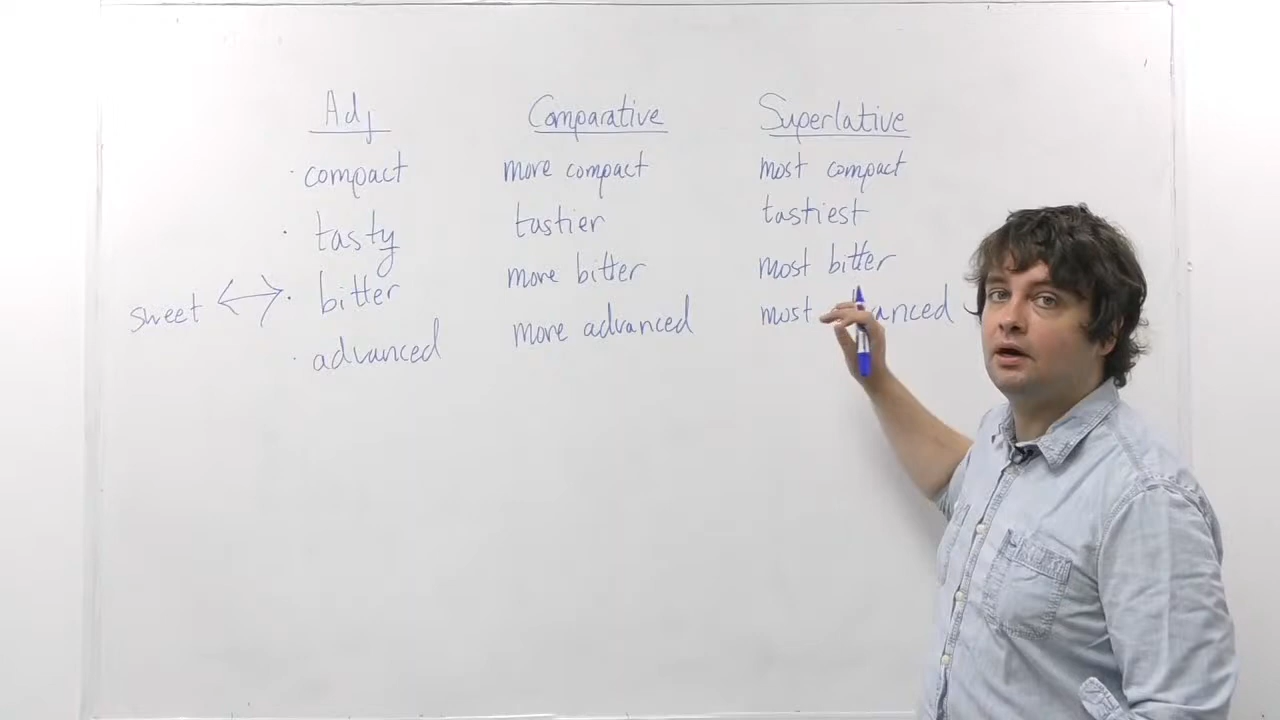 Adj Comparative Superlative
compact more compact most compact
tasty tastier tastiest
sweet bitter more bitter most bitter
advanced more advanced most